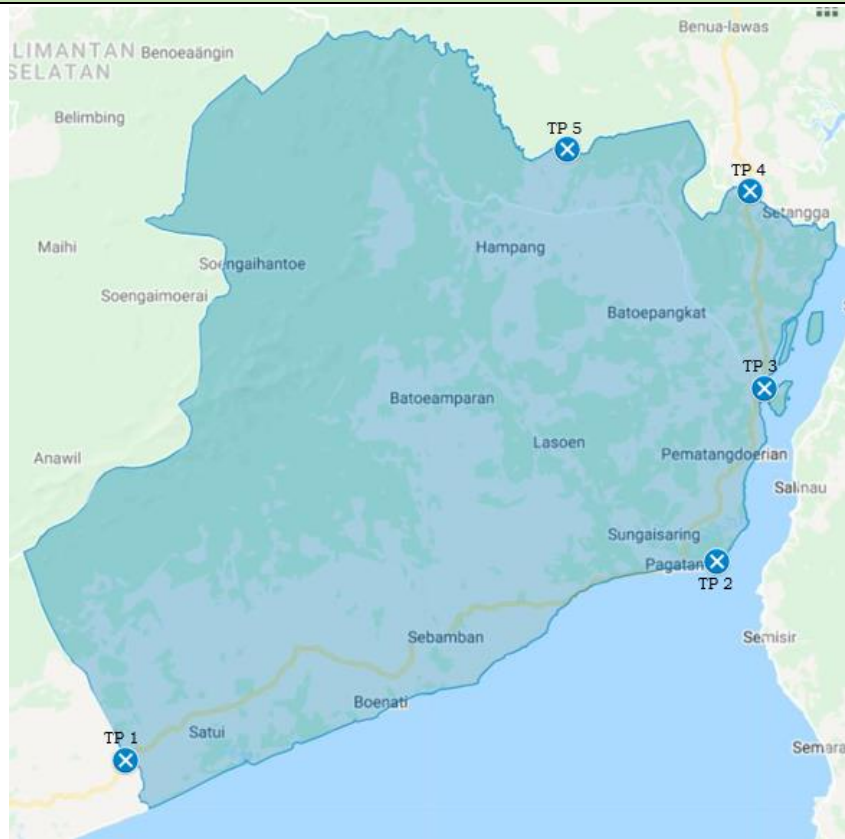 Benua-lawas
LIMANTAN
SELATAN
Benoeaängin
Belimbing
TP 5
TP 4
Setangga
Maihi
Hampang
Soengaihantoe
Soengaimoerai
Batoepangkat
TP 3
Batoeamparan
Lasoen
Anawil
Pematangdoerian
Salinau
Sungaisaring
Pagatan
TP 2
Sebamban
Semisir
Boenati
Satui
TP 1
Semara